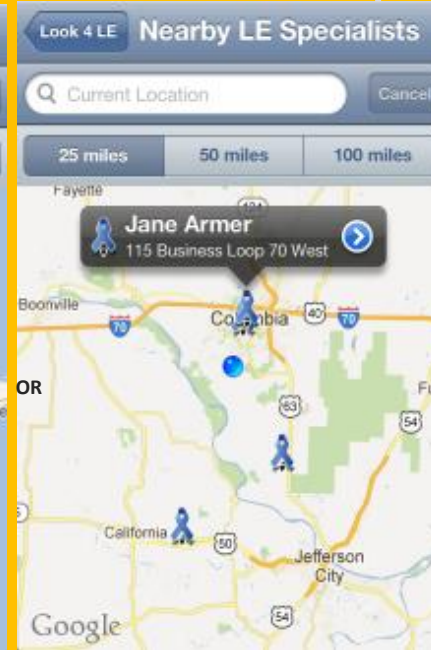 Look 4 LE
Nearby LE Specialists
Current Location
Cancel
25 miles
50 miles
100 miles
Fayette
Jane Armer
115 Business Loop 70 West
Boonville
70
40
70
OR
63
54
California
50
Jefferson
City
54
Google